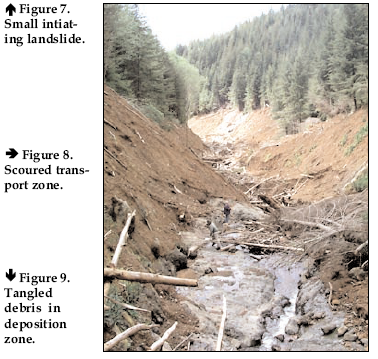 🡹 Figure 7.
Small intiat-
ing landslide.
🡺 Figure 8.
Scoured trans-
port zone.
🡻 Figure 9.
Tangled
debris in
deposition
zone.